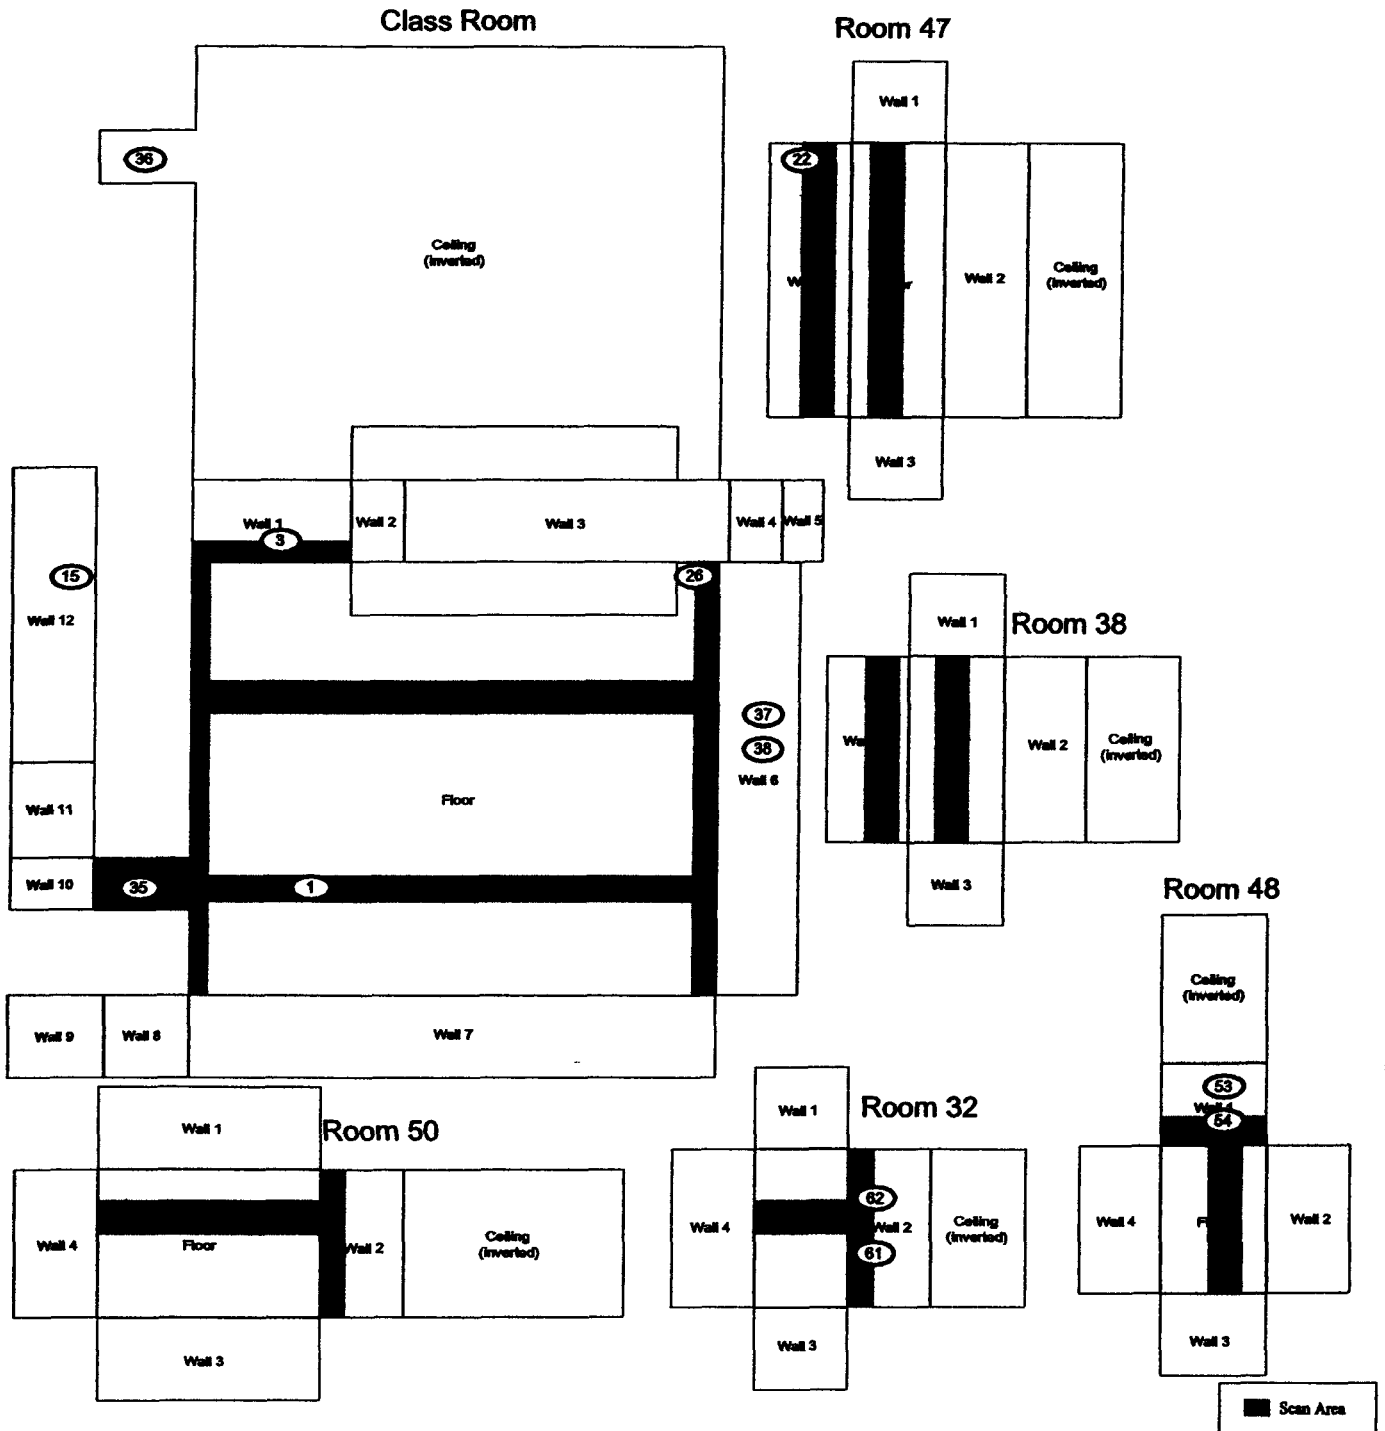 Class Room
Room 47
Wall 1
36
22
Ceiling
(inverted)
Wall 2
Ceiling
(inverted)
Wall 3
Wall 1
3
Wall 2
Wall 3
Wall 4
Wall 5
15
26
Wall 12
Wall 1
Room 38
37
38
Wall 6
Wall 2
Ceiling
(inverted)
Floor
Wall 11
Wall 10
35
1
Wall 3
Room 48
Ceiling
(inverted)
Wall 9
Wall 8
Wall 7
53
54
Wall 1
Room 50
Wall 1
Room 32
62
Wall 4
Floor
Wall 2
Ceiling
(inverted)
Wall 4
Wall 2
61
Ceiling
(inverted)
Wall 4
Wall 2
Wall 3
Wall 3
Wall 3
Scan Area